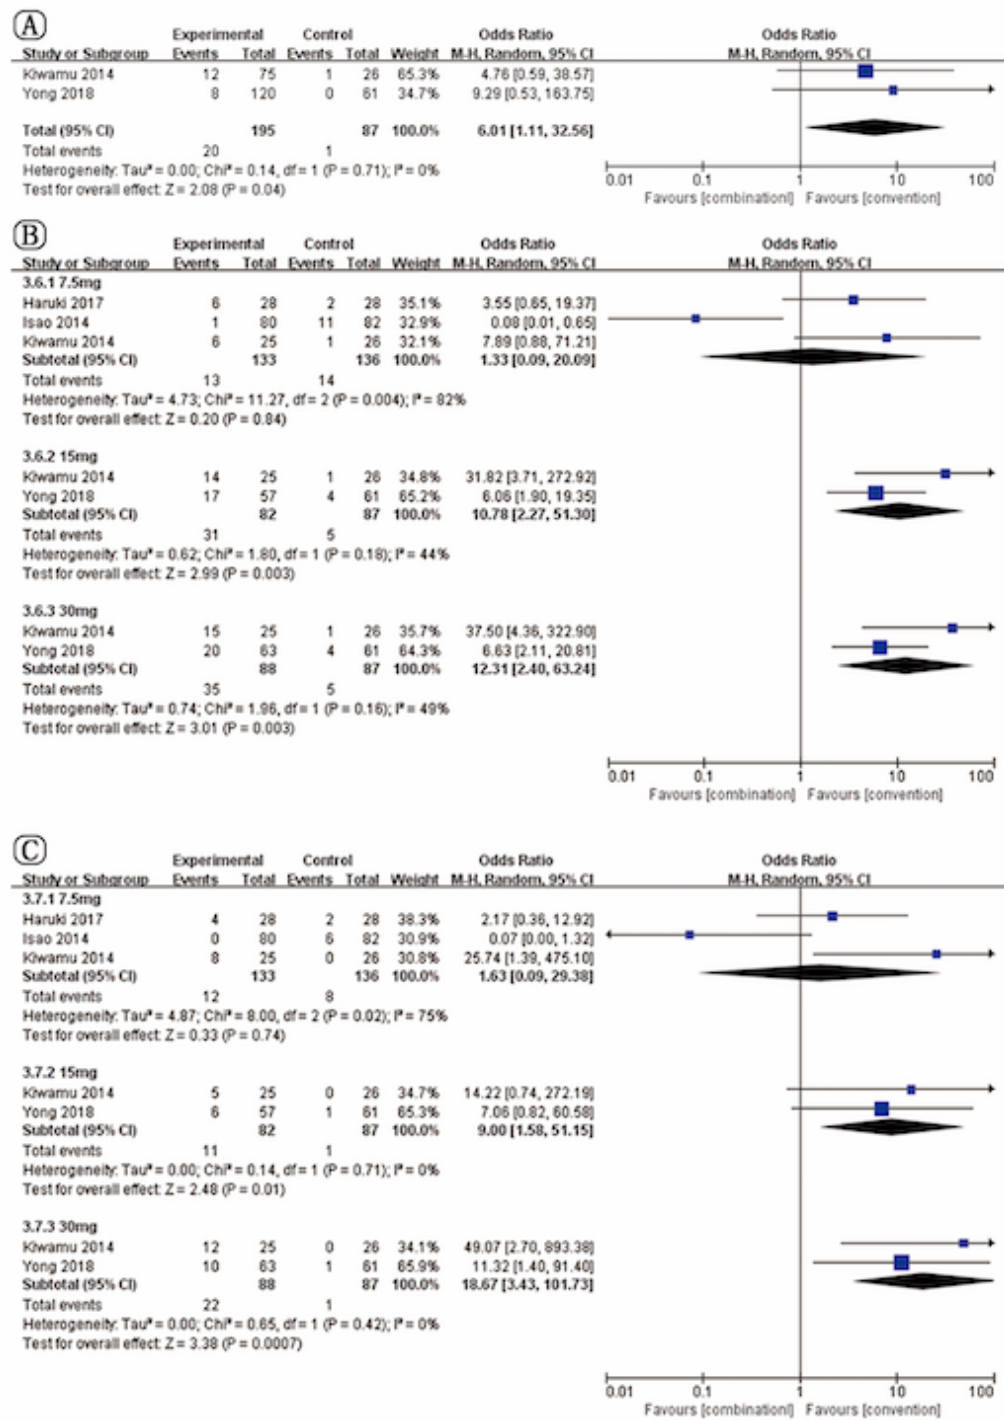 A
Experimental Control Odds Ratio Odds Ratio
Study or Subgroup Events Total Events Total Weight M-H, Random, 95% CI M-H, Random, 95% CI
Kiwamu 2014 12 75 1 26 65.3% 4.76 [0.59, 38.57]
Yong 2018 8 120 0 61 34.7% 9.29 [0.53, 163.75]
Total (95% CI) 195 87 100.0% 6.01 [1.11, 32.56]
Total events 20 1
Heterogeneity: Tau² = 0.00; Chi² = 0.14, df = 1 (P = 0.71); I² = 0%
Test for overall effect: Z = 2.08 (P = 0.04)
0.01 0.1 1 10 100
Favours [combination] Favours [convention]
B
Experimental Control Odds Ratio Odds Ratio
Study or Subgroup Events Total Events Total Weight M-H, Random, 95% CI M-H, Random, 95% CI
3.6.1 7.5mg
Haruki 2017 6 28 2 28 35.1% 3.55 [0.65, 19.37]
Isao 2014 1 80 11 82 32.9% 0.08 [0.01, 0.65]
Kiwamu 2014 6 25 1 26 32.1% 7.89 [0.88, 71.21]
Subtotal (95% CI) 133 136 100.0% 1.33 [0.09, 20.09]
Total events 13 14
Heterogeneity: Tau² = 4.73; Chi² = 11.27, df = 2 (P = 0.004); I² = 82%
Test for overall effect: Z = 0.20 (P = 0.84)
3.6.2 15mg
Kiwamu 2014 14 25 1 26 34.8% 31.82 [3.71, 272.92]
Yong 2018 17 57 4 61 65.2% 6.06 [1.90, 19.35]
Subtotal (95% CI) 82 87 100.0% 10.78 [2.27, 51.30]
Total events 31 5
Heterogeneity: Tau² = 0.62; Chi² = 1.80, df = 1 (P = 0.18); I² = 44%
Test for overall effect: Z = 2.99 (P = 0.003)
3.6.3 30mg
Kiwamu 2014 15 25 1 26 35.7% 37.50 [4.36, 322.90]
Yong 2018 20 63 4 61 64.3% 6.63 [2.11, 20.81]
Subtotal (95% CI) 88 87 100.0% 12.31 [2.40, 63.24]
Total events 35 5
Heterogeneity: Tau² = 0.74; Chi² = 1.96, df = 1 (P = 0.16); I² = 49%
Test for overall effect: Z = 3.01 (P = 0.003)
0.01 0.1 1 10 100
Favours [combination] Favours [convention]
C
Experimental Control Odds Ratio Odds Ratio
Study or Subgroup Events Total Events Total Weight M-H, Random, 95% CI M-H, Random, 95% CI
3.7.1 7.5mg
Haruki 2017 4 28 2 28 38.3% 2.17 [0.36, 12.92]
Isao 2014 0 80 6 82 30.9% 0.07 [0.00, 1.32]
Kiwamu 2014 8 25 0 26 30.8% 25.74 [1.39, 475.10]
Subtotal (95% CI) 133 136 100.0% 1.63 [0.09, 29.38]
Total events 12 8
Heterogeneity: Tau² = 4.87; Chi² = 8.00, df = 2 (P = 0.02); I² = 75%
Test for overall effect: Z = 0.33 (P = 0.74)
3.7.2 15mg
Kiwamu 2014 5 25 0 26 34.7% 14.22 [0.74, 272.19]
Yong 2018 6 57 1 61 65.3% 7.06 [0.82, 60.58]
Subtotal (95% CI) 82 87 100.0% 9.00 [1.58, 51.15]
Total events 11 1
Heterogeneity: Tau² = 0.00; Chi² = 0.14, df = 1 (P = 0.71); I² = 0%
Test for overall effect: Z = 2.48 (P = 0.01)
3.7.3 30mg
Kiwamu 2014 12 25 0 26 34.1% 49.07 [2.70, 893.38]
Yong 2018 10 63 1 61 65.9% 11.32 [1.40, 91.40]
Subtotal (95% CI) 88 87 100.0% 18.67 [3.43, 101.73]
Total events 22 1
Heterogeneity: Tau² = 0.00; Chi² = 0.65, df = 1 (P = 0.42); I² = 0%
Test for overall effect: Z = 3.38 (P = 0.0007)
0.01 0.1 1 10 100
Favours [combination] Favours [convention]